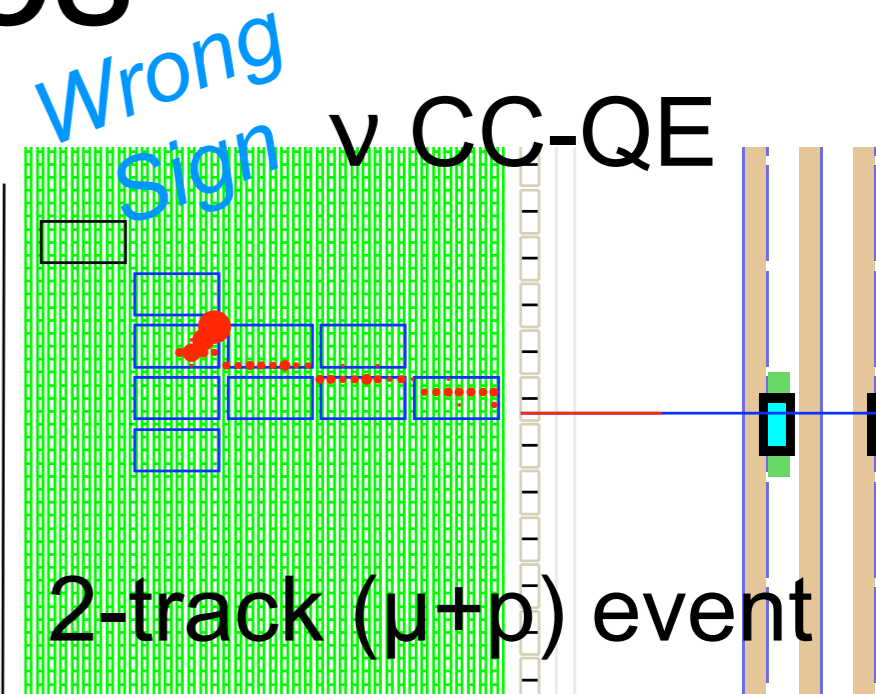 Wrong
Sign
ν CC-QE
2-track (μ+p) event